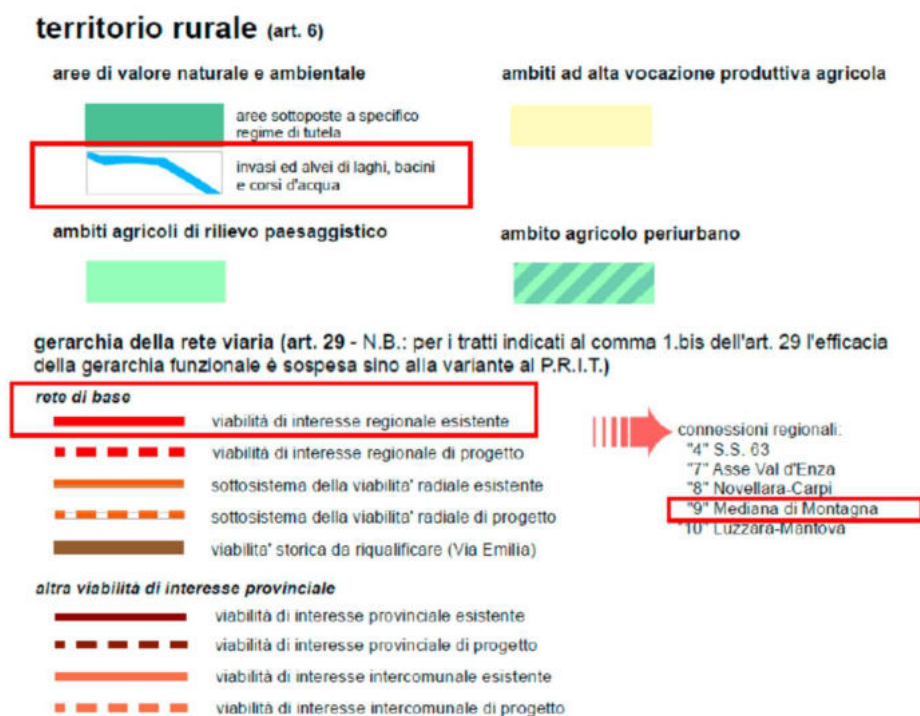 territorio rurale (art. 6)
aree di valore naturale e ambientale
aree sottoposte a specifico
regime di tutela
invasi ed alvei di laghi, bacini
e corsi d'acqua
ambiti ad alta vocazione produttiva agricola
ambiti agricoli di rilievo paesaggistico
ambito agricolo periurbano
gerarchia della rete viaria (art. 29 - N.B.: per i tratti indicati al comma 1.bis dell'art. 29 l'efficacia
della gerarchia funzionale è sospesa sino alla variante al P.R.I.T.)
rete di base
viabilità di interesse regionale esistente
viabilità di interesse regionale di progetto
sottosistema della viabilita' radiale esistente
sottosistema della viabilita' radiale di progetto
viabilita' storica da riqualificare (Via Emilia)
connessioni regionali:
"4" S.S. 63
"7" Asse Val d'Enza
"8" Novellara-Carpi
"9" Mediana di Montagna
"10" Luzzara-Mantova
altra viabilità di interesse provinciale
viabilità di interesse provinciale esistente
viabilità di interesse provinciale di progetto
viabilità di interesse intercomunale esistente
viabilità di interesse intercomunale di progetto